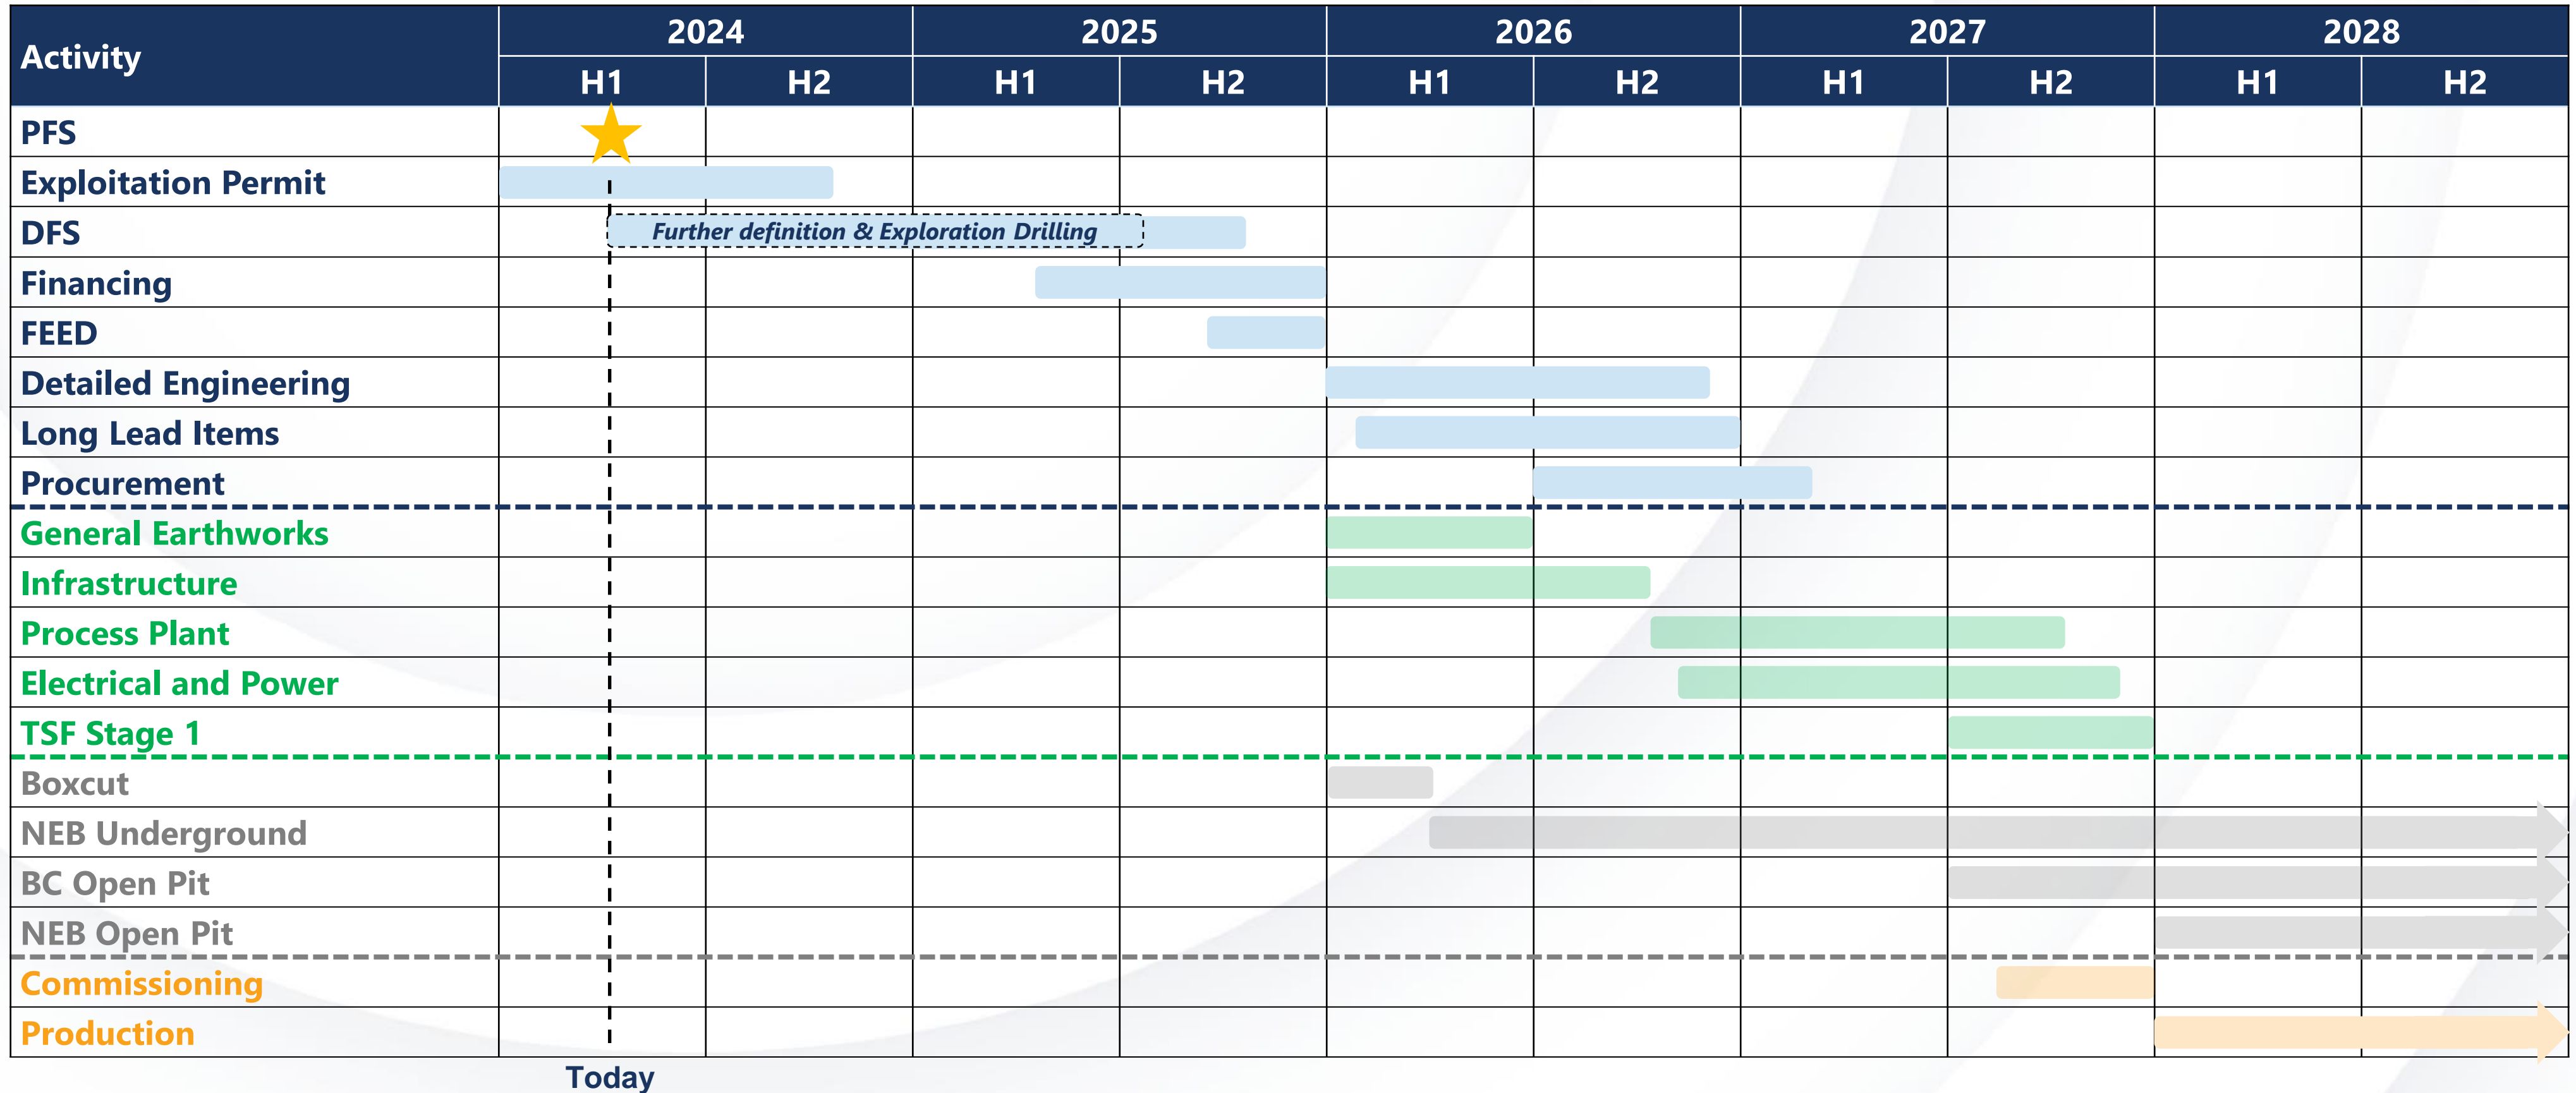 Activity
2024 2025 2026 2027 2028
H1 H2 H1 H2 H1 H2 H1 H2 H1 H2
PFS
Exploitation Permit
DFS Further definition & Exploration Drilling
Financing
FEED
Detailed Engineering
Long Lead Items
Procurement
General Earthworks
Infrastructure
Process Plant
Electrical and Power
TSF Stage 1
Boxcut
NEB Underground
BC Open Pit
NEB Open Pit
Commissioning
Production
Today